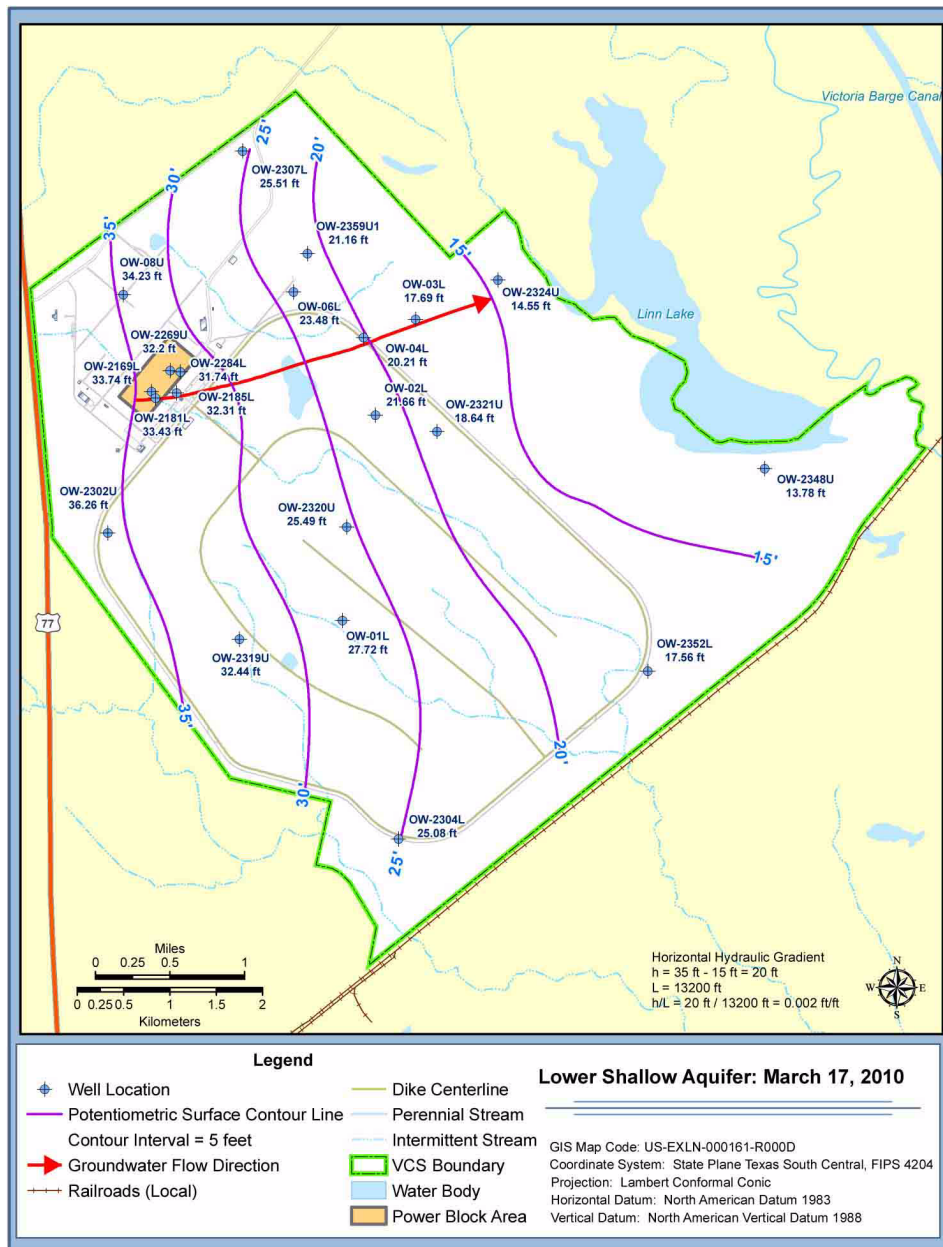 Victoria Barge Canal
25'
20'
30'
35'
15'
OW-2307L
25.51 ft
OW-2359U1
21.16 ft
OW-08U
34.23 ft
OW-03L
17.69 ft
OW-2324U
14.55 ft
OW-06L
23.48 ft
Linn Lake
OW-2269U
32.2 ft
OW-04L
20.21 ft
OW-2169L
33.74 ft
OW-2284L
31.74 ft
OW-2185L
32.31 ft
OW-02L
21.66 ft
OW-2181L
33.43 ft
OW-2321U
18.64 ft
OW-2348U
13.78 ft
OW-2302U
36.26 ft
OW-2320U
25.49 ft
15'
77
OW-01L
27.72 ft
OW-2319U
32.44 ft
OW-2352L
17.56 ft
35'
20'
30'
OW-2304L
25.08 ft
25'
Miles
0 0.25 0.5 1
0 0.25 0.5 1 2
Kilometers
Horizontal Hydraulic Gradient
h = 35 ft - 15 ft = 20 ft
L = 13200 ft
h/L = 20 ft / 13200 ft = 0.002 ft/ft
N
W E
S
Legend
Well Location
Potentiometric Surface Contour Line
Contour Interval = 5 feet
Groundwater Flow Direction
Railroads (Local)
Dike Centerline
Perennial Stream
Intermittent Stream
VCS Boundary
Water Body
Power Block Area
Lower Shallow Aquifer: March 17, 2010
GIS Map Code: US-EXLN-000161-R000D
Coordinate System: State Plane Texas South Central, FIPS 4204
Projection: Lambert Conformal Conic
Horizontal Datum: North American Datum 1983
Vertical Datum: North American Vertical Datum 1988